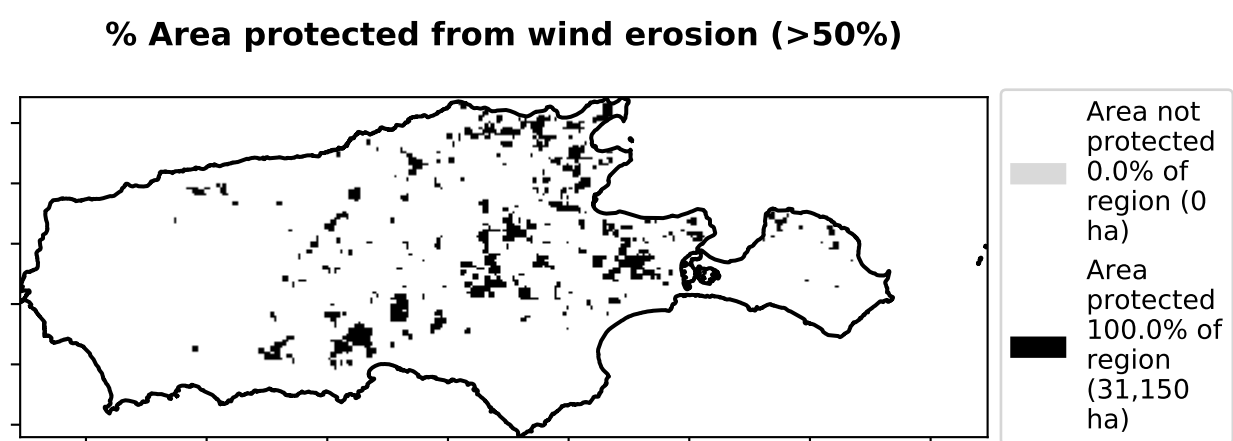 % Area protected from wind erosion (>50%)
Area not
protected
0.0% of
region (0
ha)
Area
protected
100.0% of
region
(31,150
ha)